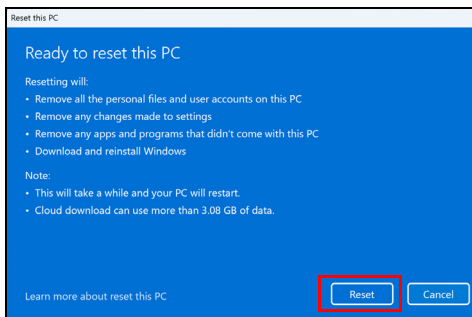 Reset this PC
Ready to reset this PC
Resetting will:
• Remove all the personal files and user accounts on this PC
• Remove any changes made to settings
• Remove any apps and programs that didn't come with this PC
• Download and reinstall Windows
Note:
• This will take a while and your PC will restart.
• Cloud download can use more than 3.08 GB of data.
Learn more about reset this PC
Reset
Cancel